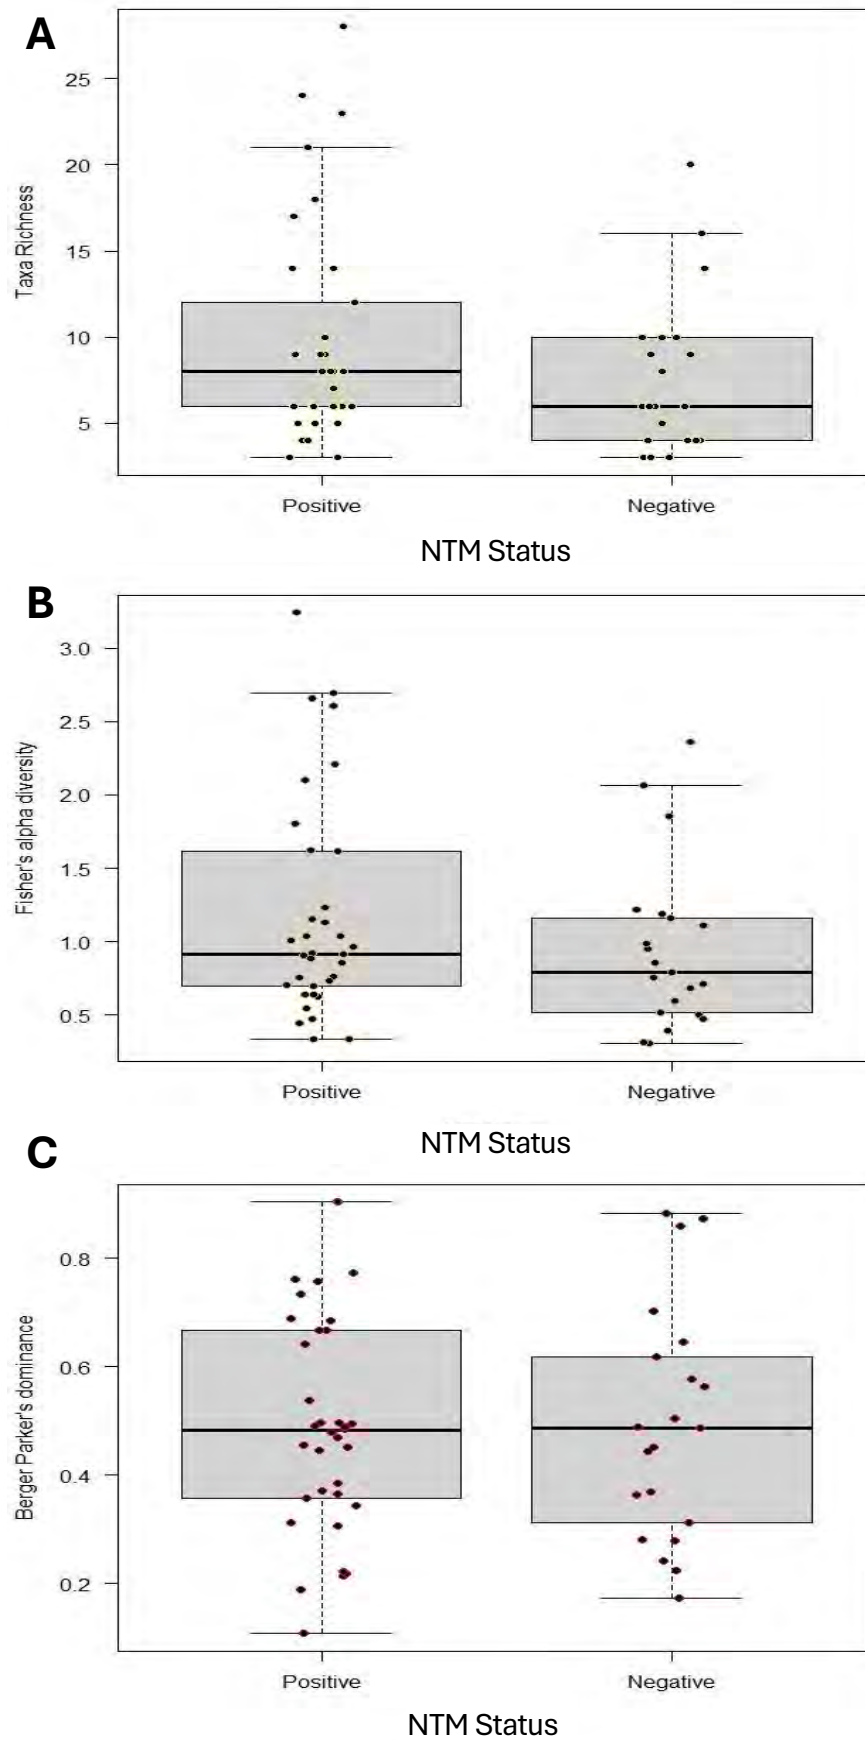 A
Taxa Richness
25
20
15
10
5
Positive Negative
NTM Status
B
Fisher's alpha diversity
3.0
2.5
2.0
1.5
1.0
0.5
Positive Negative
NTM Status
C
Berger Parker's dominance
0.8
0.6
0.4
0.2
Positive Negative
NTM Status